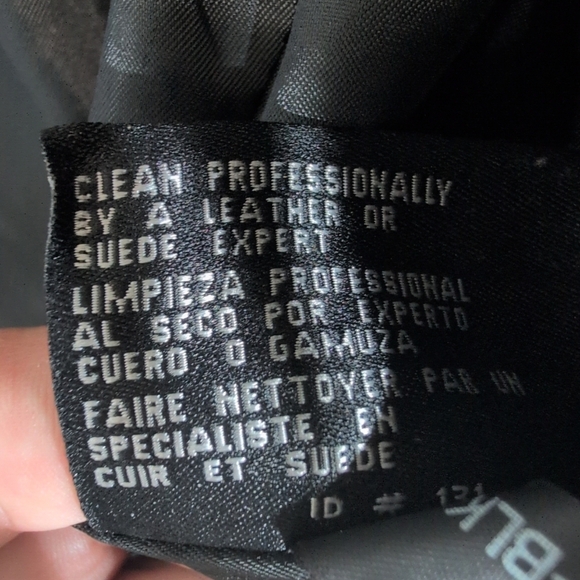 CLEAN PROFESSIONALLY
BY A LEATHER OR
SUEDE EXPERT
LIMPIEZA PROFESSIONAL
AL SECO POR EXPERTO
CUERO O GAMUZA
FAIRE NETTOYER PAR UN
SPECIALISTE EN
CUIR ET SUEDE
ID #
BLK